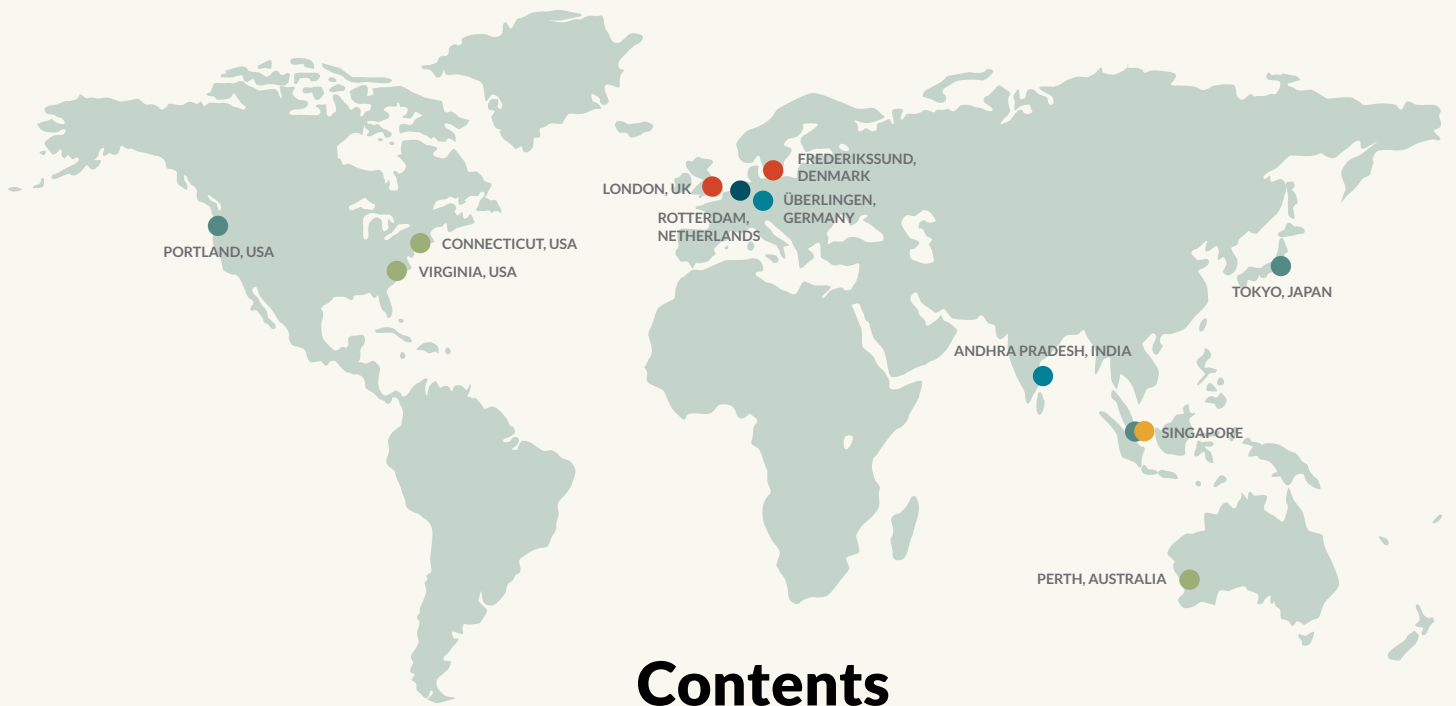 FREDERIKSSUND,
DENMARK
LONDON, UK
ÜBERLINGEN,
GERMANY
ROTTERDAM,
NETHERLANDS
PORTLAND, USA
CONNECTICUT, USA
VIRGINIA, USA
TOKYO, JAPAN
ANDHRA PRADESH, INDIA
SINGAPORE
PERTH, AUSTRALIA
Contents